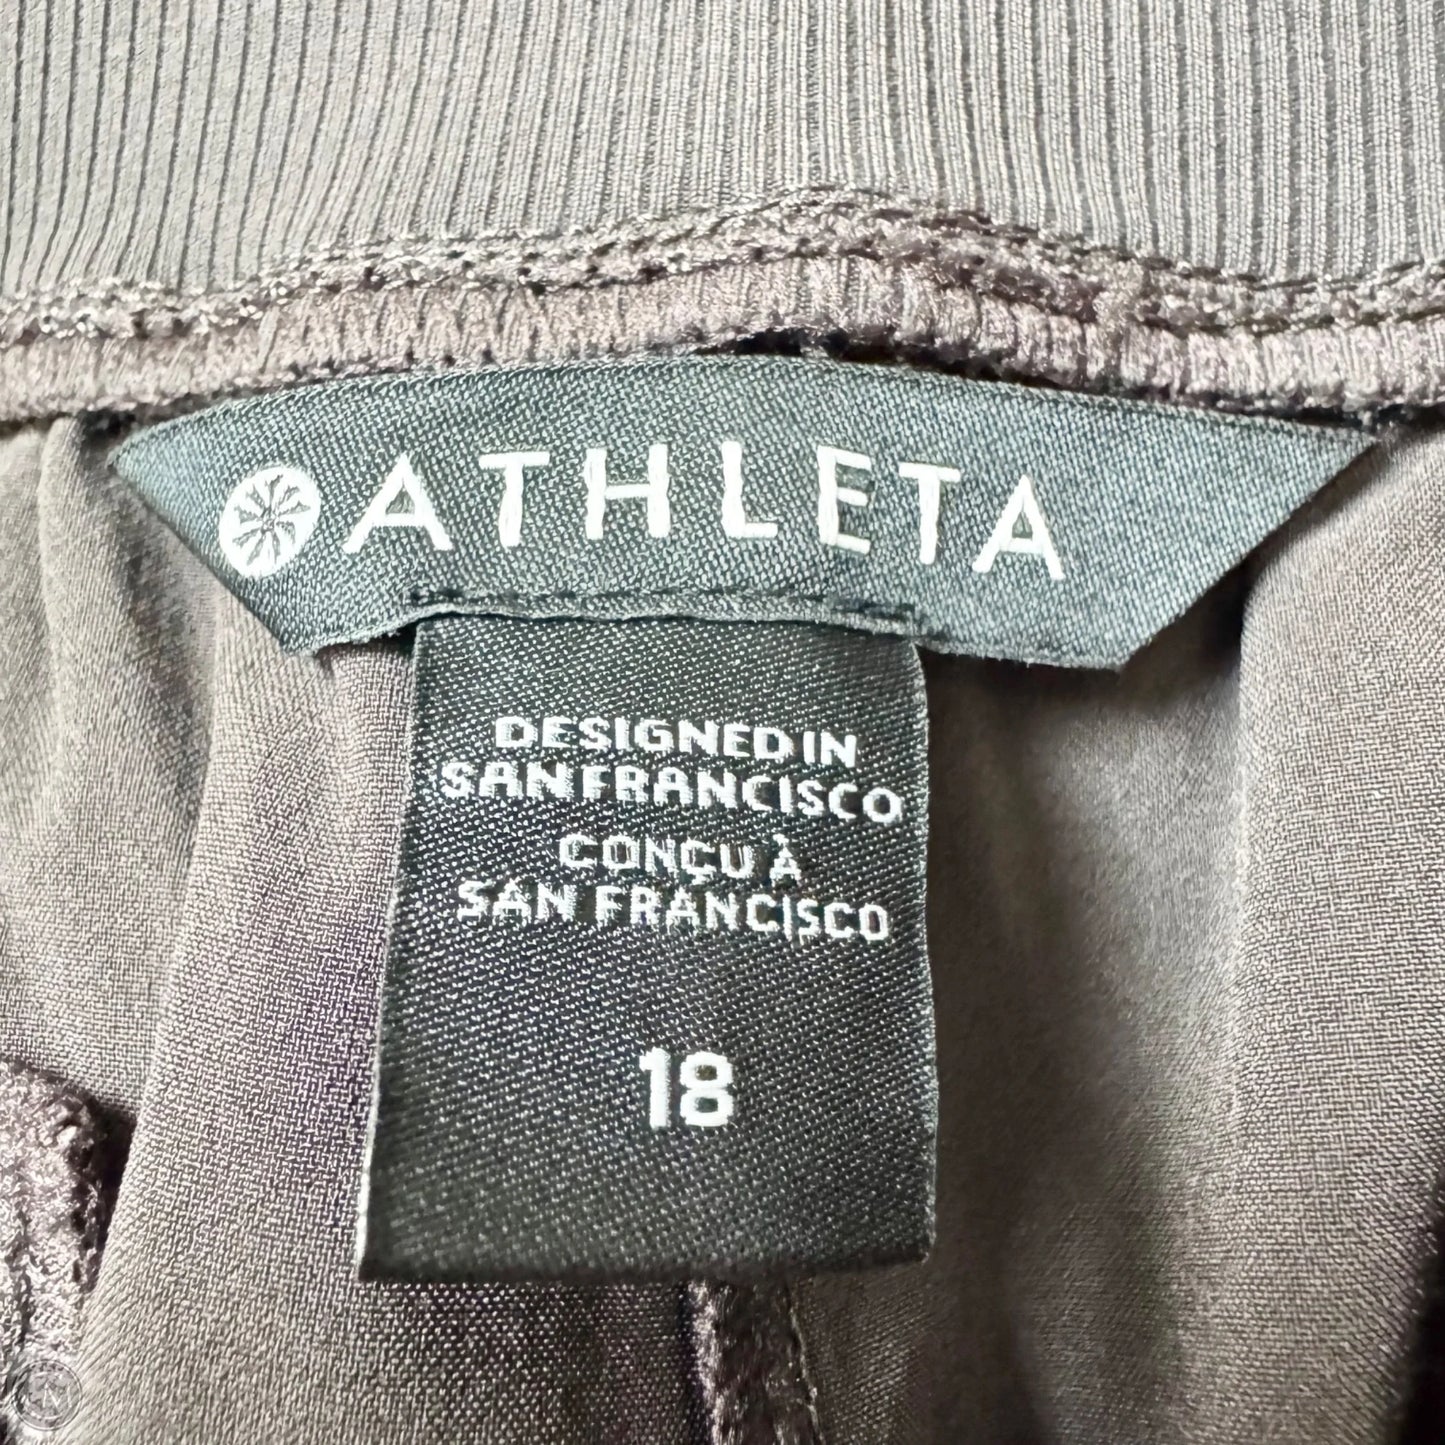 ATHLETA
DESIGNED IN
SAN FRANCISCO
CONÇU À
SAN FRANCISCO
18